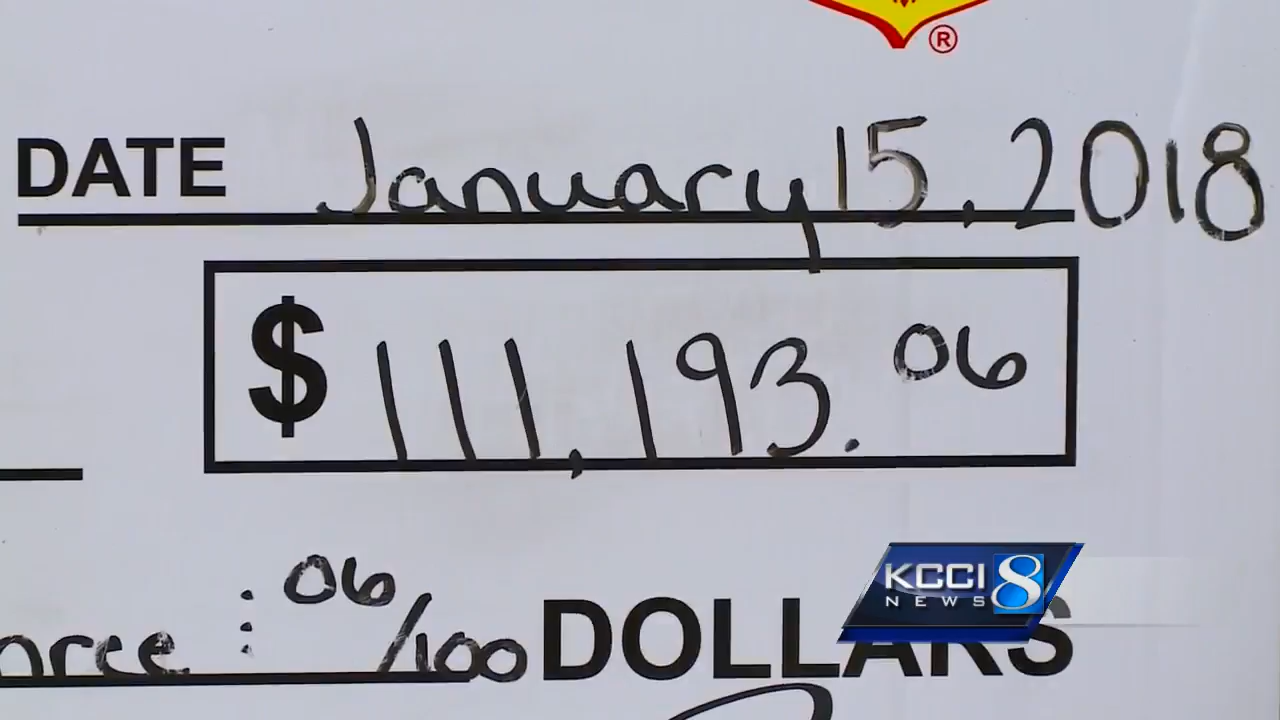 ®
DATE January 15, 2018
$ 111,193.06
: 06/100 DOLLARS
KCCI 8
NEWS